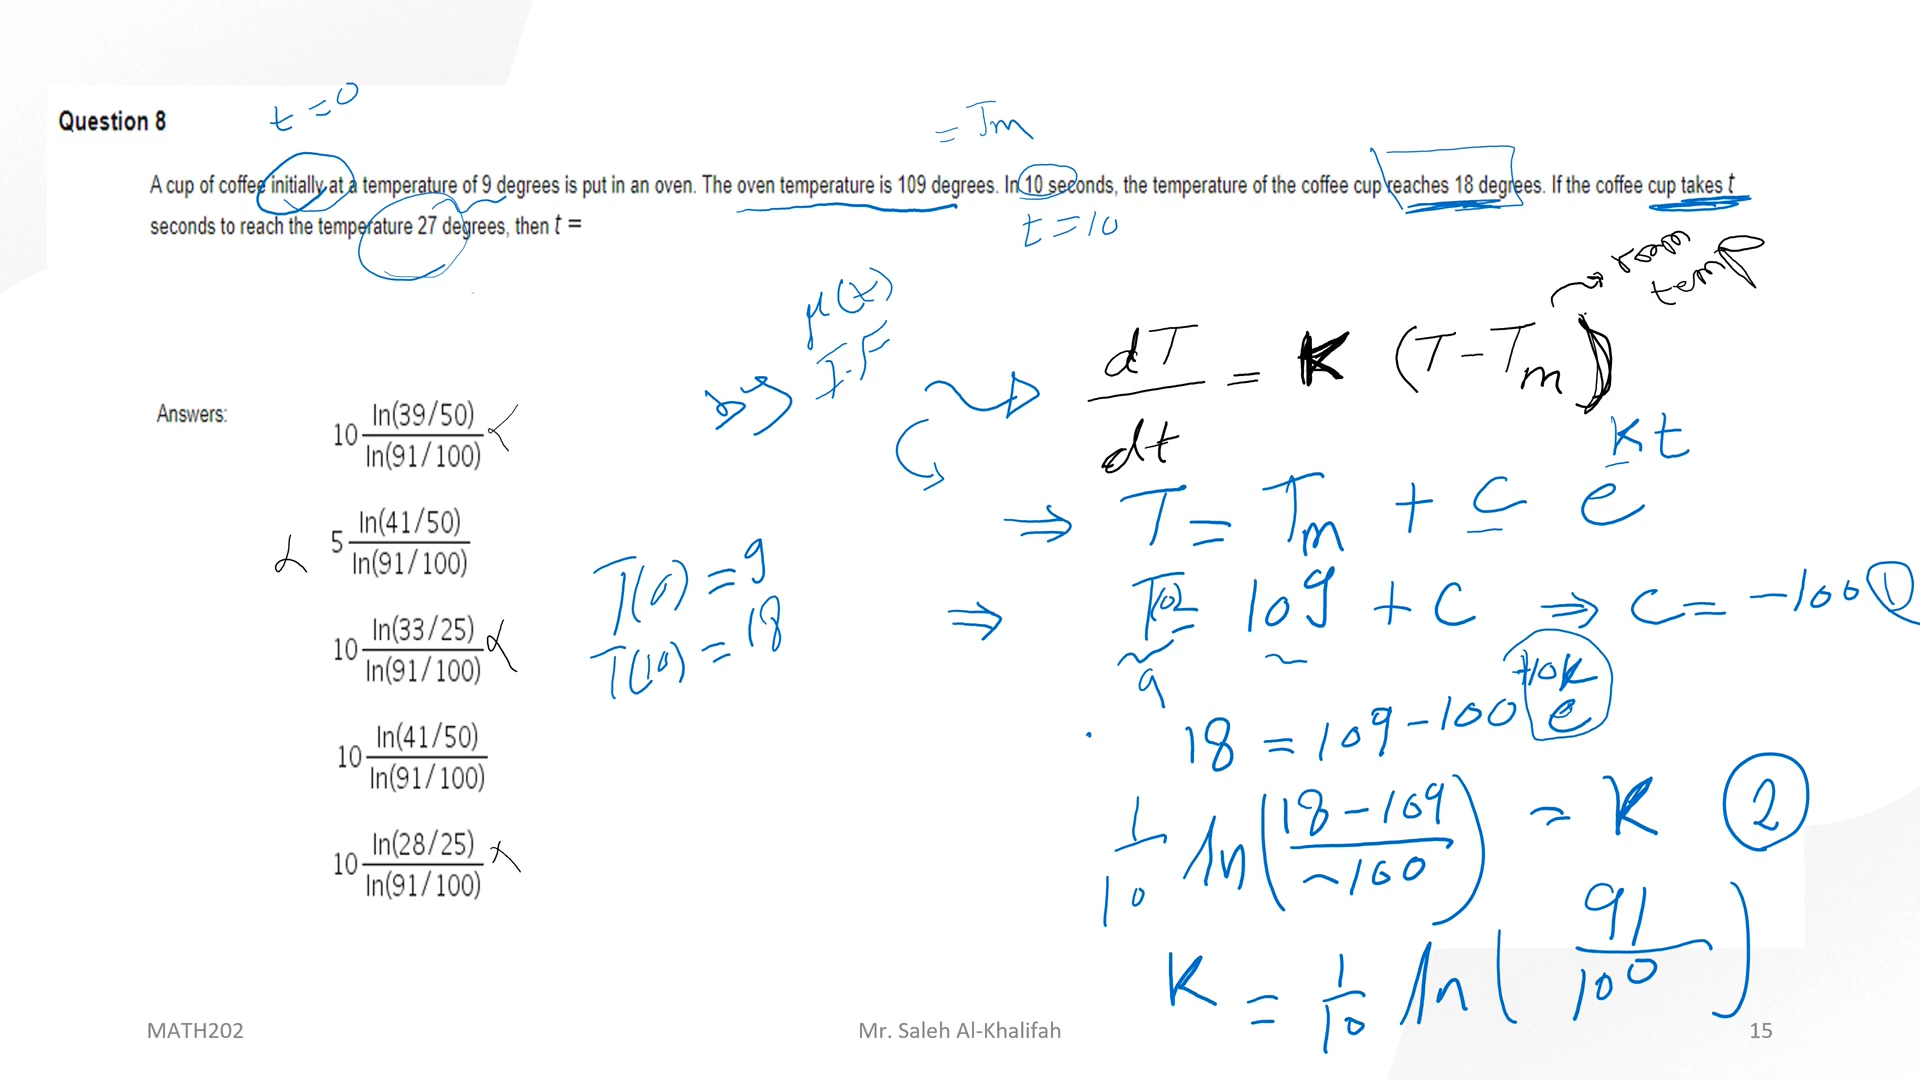 t = 0
= Tm
Question 8
A cup of coffee initially at a temperature of 9 degrees is put in an oven. The oven temperature is 109 degrees. In 10 seconds, the temperature of the coffee cup reaches 18 degrees. If the coffee cup takes t
seconds to reach the temperature 27 degrees, then t =
t = 10
room
temp
μ(t)
I.F
by
dT/dt = K (T - Tm)
Answers:
10 ln(39/50) / ln(91/100)
5 ln(41/50) / ln(91/100)
10 ln(33/25) / ln(91/100)
10 ln(41/50) / ln(91/100)
10 ln(28/25) / ln(91/100)
T(0) = 9
T(10) = 18
⇒ T = Tm + C e^{Kt}
⇒ T(0) = 109 + C ⇒ C = -100 ①
9
18 = 109 - 100 e^{+10K}
1/10 ln(18-109 / -100) = K ②
K = 1/10 ln(91/100)
MATH202
Mr. Saleh Al-Khalifah
15